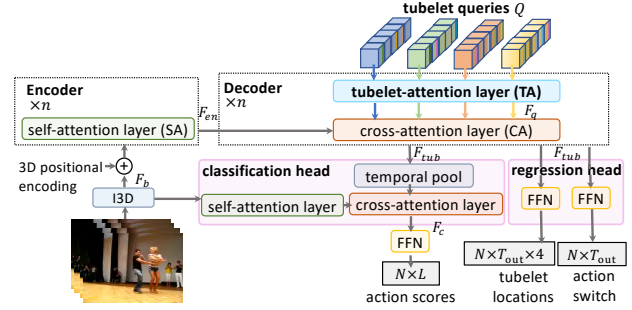 tubelet queries Q
Encoder
×n
Decoder
×n
tubelet-attention layer (TA)
F_q
self-attention layer (SA)
F_en
cross-attention layer (CA)
3D positional
encoding
+
F_b
I3D
F_tub
classification head
temporal pool
self-attention layer
cross-attention layer
F_c
FFN
N×L
action scores
F_tub
regression head
FFN
FFN
N×T_out×4
tubelet
locations
N×T_out
action
switch